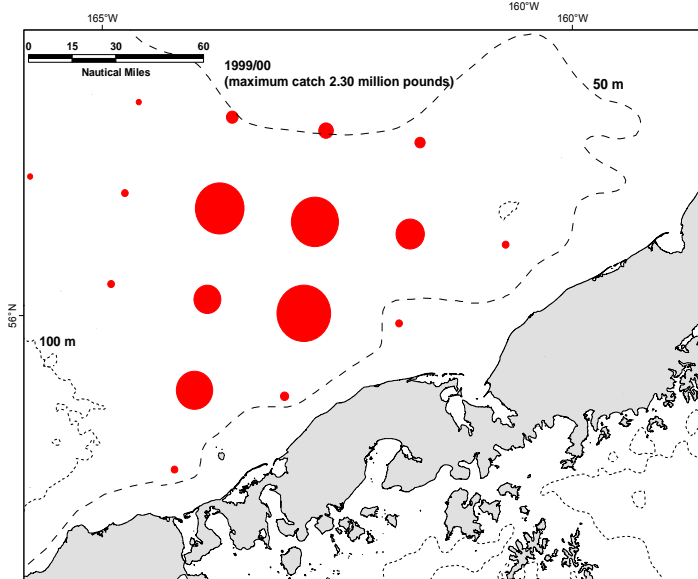 165°W
160°W
160°W
0 15 30 60
Nautical Miles
1999/00
(maximum catch 2.30 million pounds)
50 m
56°N
100 m